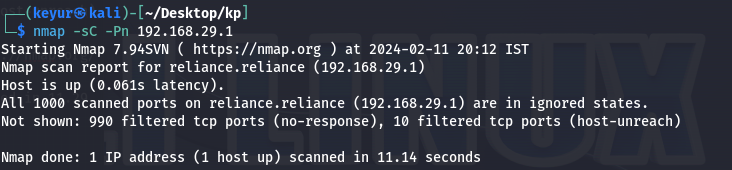 ┌──(keyur㉿kali)-[~/Desktop/kp]
└─$ nmap -sC -Pn 192.168.29.1
Starting Nmap 7.94SVN ( https://nmap.org ) at 2024-02-11 20:12 IST
Nmap scan report for reliance.reliance (192.168.29.1)
Host is up (0.061s latency).
All 1000 scanned ports on reliance.reliance (192.168.29.1) are in ignored states.
Not shown: 990 filtered tcp ports (no-response), 10 filtered tcp ports (host-unreach)

Nmap done: 1 IP address (1 host up) scanned in 11.14 seconds